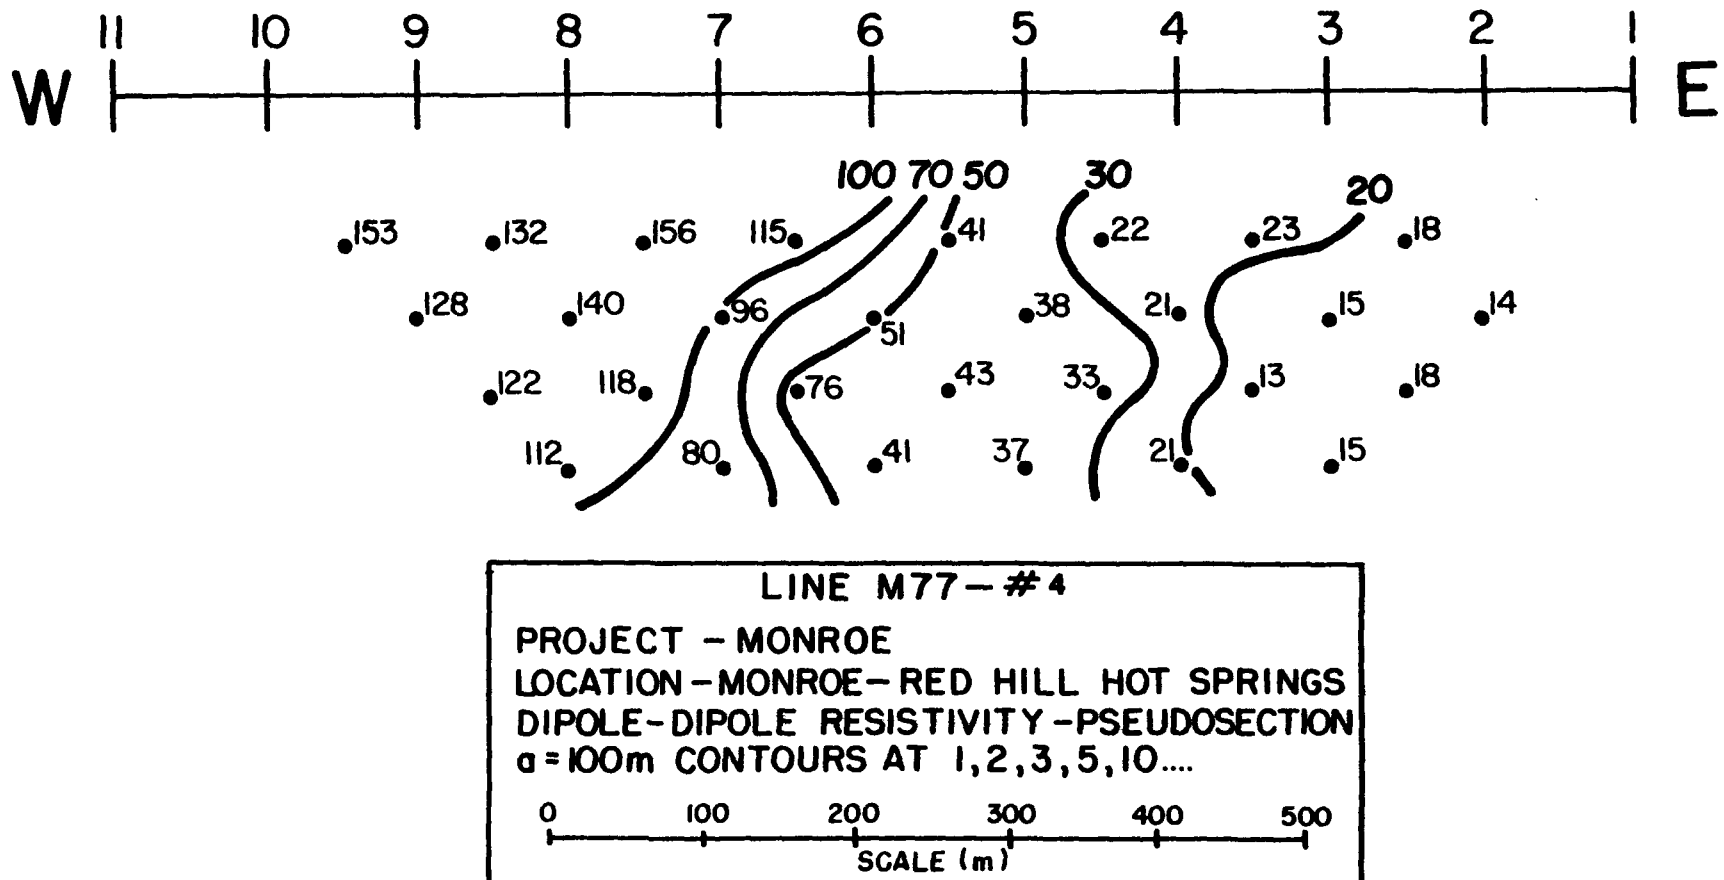 11 10 9 8 7 6 5 4 3 2 1
W E
100 70 50 30 20
153 132 156 115 41 22 23 18
128 140 96 51 38 21 15 14
122 118 76 43 33 13 18
112 80 41 37 21 15
LINE M77-#4
PROJECT - MONROE
LOCATION - MONROE - RED HILL HOT SPRINGS
DIPOLE-DIPOLE RESISTIVITY - PSEUDOSECTION
a = 100m CONTOURS AT 1,2,3,5,10....
0 100 200 300 400 500
SCALE (m)